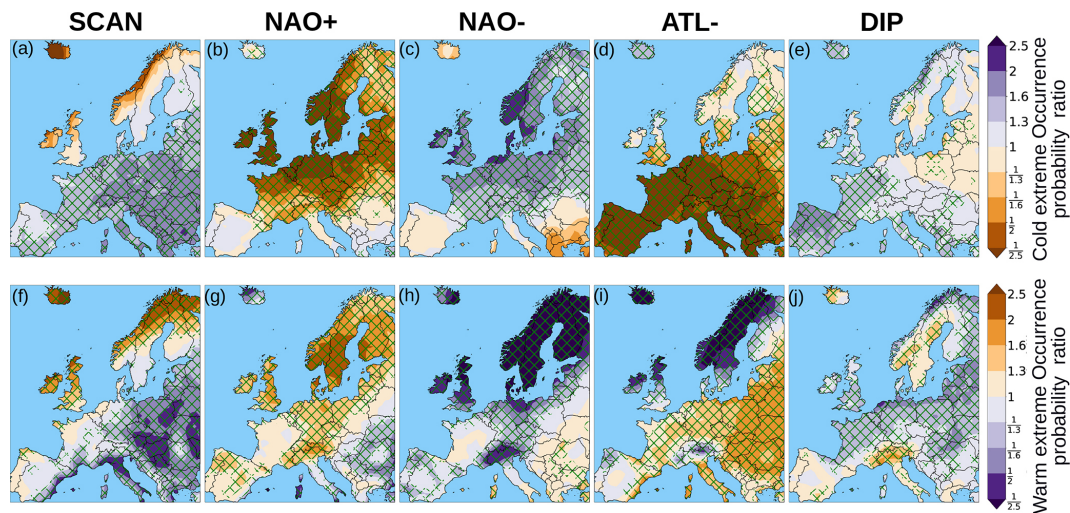 SCAN NAO+ NAO- ATL- DIP
(a) (b) (c) (d) (e)
2.5
2
1.6
1.3
1
1/1.3
1/1.6
1/2
1/2.5
Cold extreme Occurrence
probability ratio
(f) (g) (h) (i) (j)
2.5
2
1.6
1.3
1
1/1.3
1/1.6
1/2
1/2.5
Warm extreme Occurrence
probability ratio